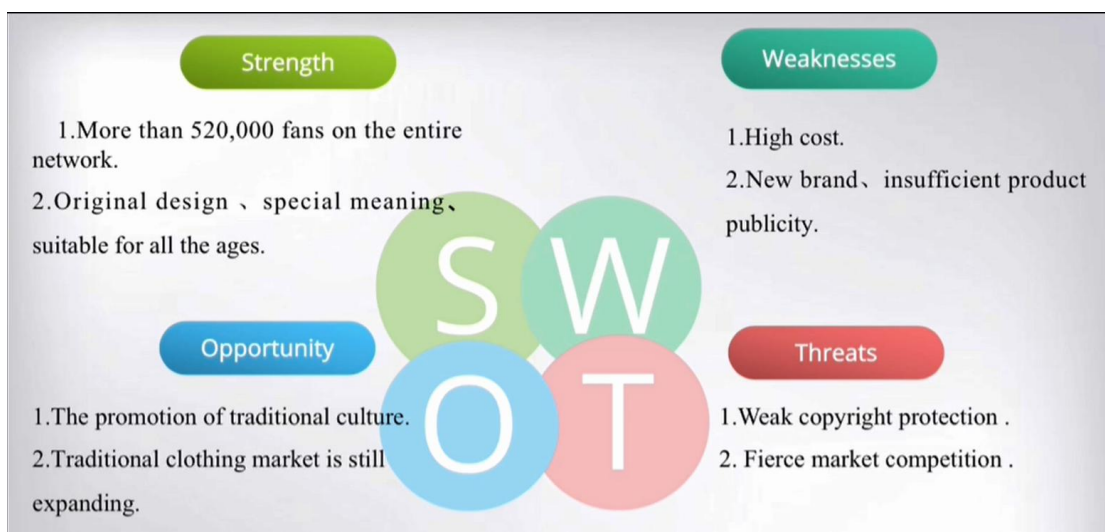 Strength
1.More than 520,000 fans on the entire
network.
2.Original design 、special meaning、
suitable for all the ages.
Weaknesses
1.High cost.
2.New brand、insufficient product
publicity.
S W
O T
Opportunity
1.The promotion of traditional culture.
2.Traditional clothing market is still
expanding.
Threats
1.Weak copyright protection .
2. Fierce market competition .